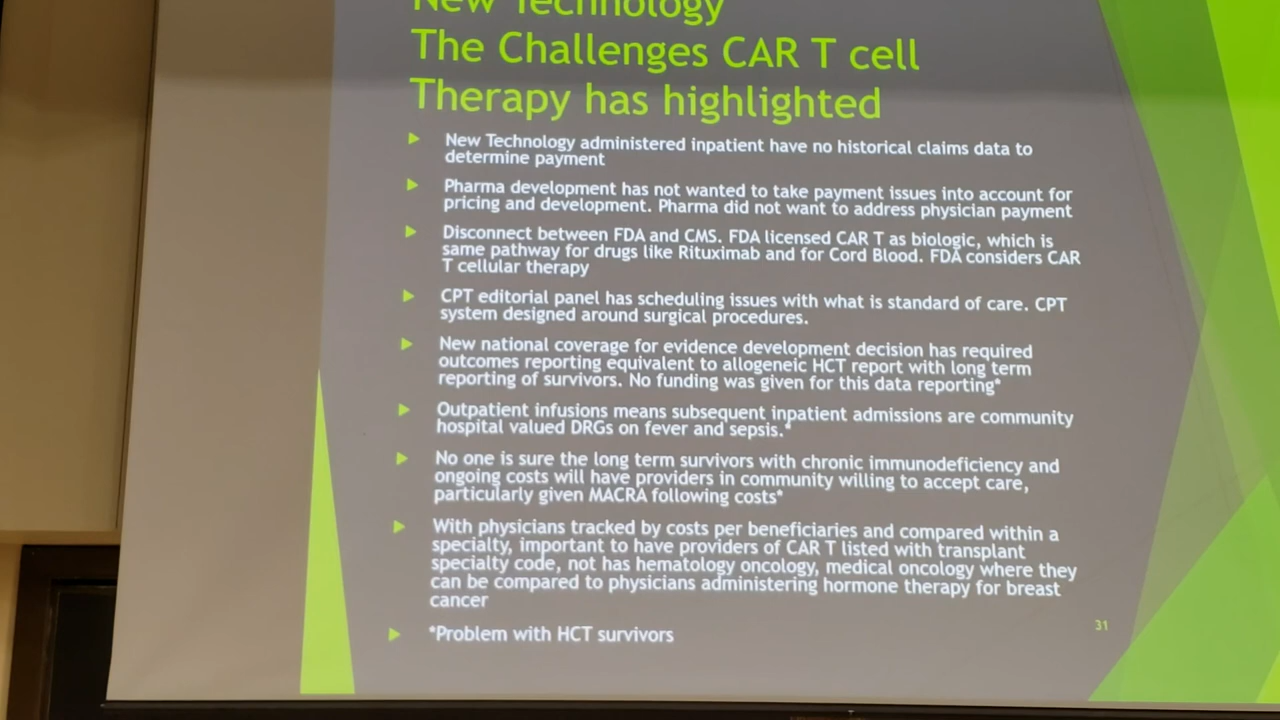 New Technology
The Challenges CAR T cell
Therapy has highlighted
New Technology administered inpatient have no historical claims data to
determine payment
Pharma development has not wanted to take payment issues into account for
pricing and development. Pharma did not want to address physician payment
Disconnect between FDA and CMS. FDA licensed CAR T as biologic, which is
same pathway for drugs like Rituximab and for Cord Blood. FDA considers CAR
T cellular therapy
CPT editorial panel has scheduling issues with what is standard of care. CPT
system designed around surgical procedures.
New national coverage for evidence development decision has required
outcomes reporting equivalent to allogeneic HCT report with long term
reporting of survivors. No funding was given for this data reporting*
Outpatient infusions means subsequent inpatient admissions are community
hospital valued DRGs on fever and sepsis.*
No one is sure the long term survivors with chronic immunodeficiency and
ongoing costs will have providers in community willing to accept care,
particularly given MACRA following costs*
With physicians tracked by costs per beneficiaries and compared within a
specialty, important to have providers of CAR T listed with transplant
specialty code, not has hematology oncology, medical oncology where they
can be compared to physicians administering hormone therapy for breast
cancer
*Problem with HCT survivors
31